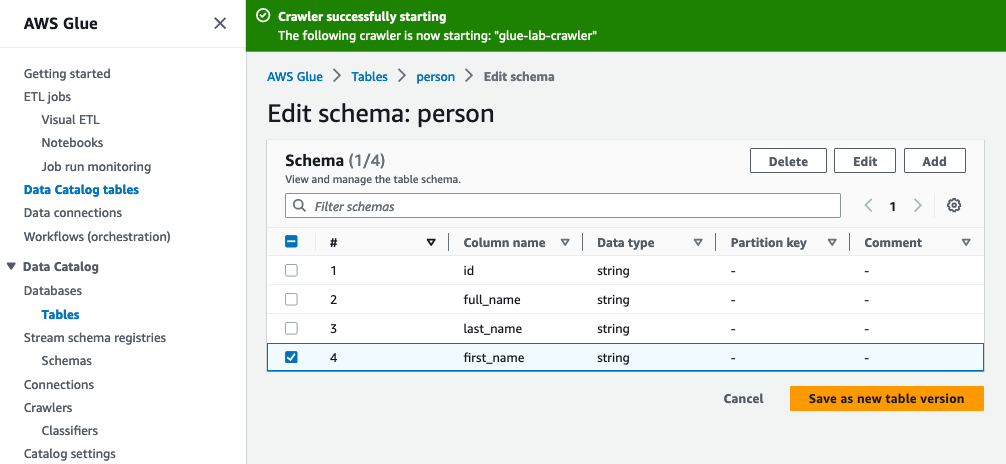 AWS Glue
Crawler successfully starting
The following crawler is now starting: "glue-lab-crawler"
Getting started
ETL jobs
Visual ETL
Notebooks
Job run monitoring
Data Catalog tables
Data connections
Workflows (orchestration)
Data Catalog
Databases
Tables
Stream schema registries
Schemas
Connections
Crawlers
Classifiers
Catalog settings
AWS Glue > Tables > person > Edit schema
Edit schema: person
Schema (1/4)
View and manage the table schema.
Delete Edit Add
Filter schemas
1
# Column name Data type Partition key Comment
1 id string - -
2 full_name string - -
3 last_name string - -
4 first_name string - -
Cancel Save as new table version